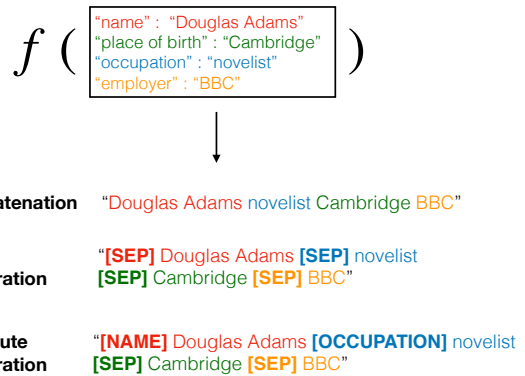 f ( "name" : "Douglas Adams" )
"place of birth" : "Cambridge"
"occupation" : "novelist"
"employer" : "BBC"
atenation "Douglas Adams novelist Cambridge BBC"
"[SEP] Douglas Adams [SEP] novelist
ration [SEP] Cambridge [SEP] BBC"
ute "[NAME] Douglas Adams [OCCUPATION] novelist
ration [SEP] Cambridge [SEP] BBC"